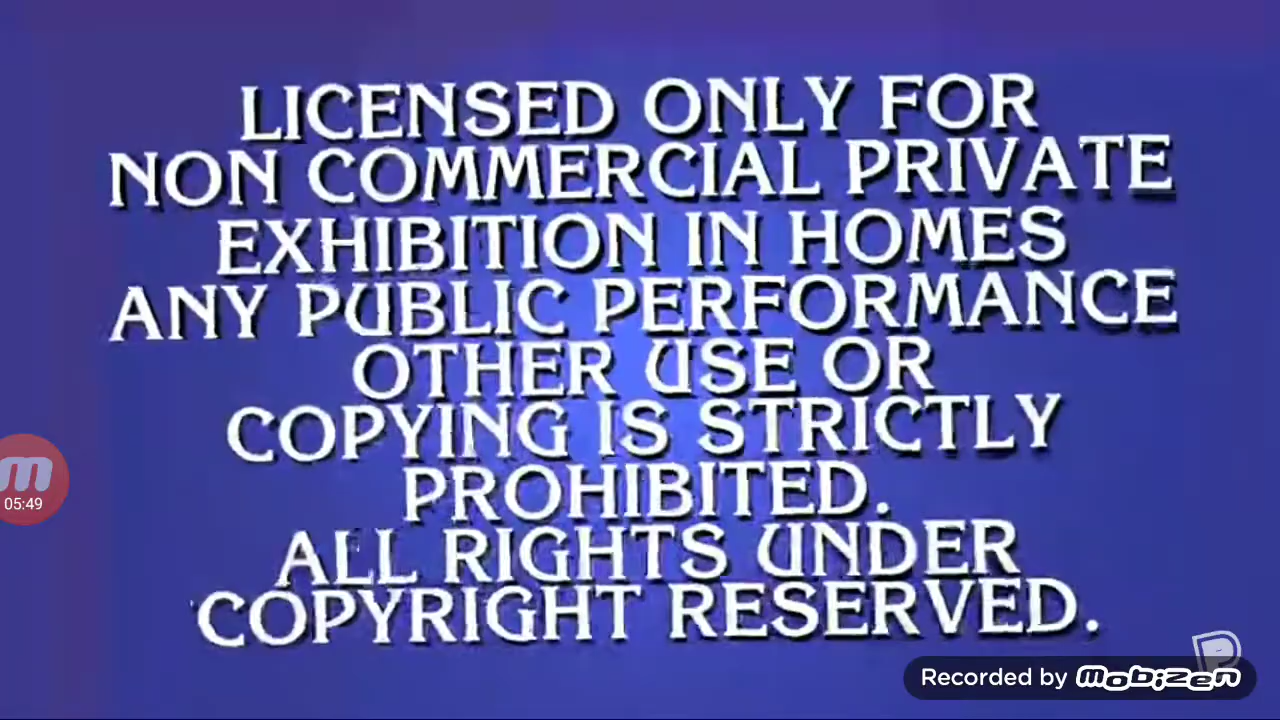 LICENSED ONLY FOR
NON COMMERCIAL PRIVATE
EXHIBITION IN HOMES
ANY PUBLIC PERFORMANCE
OTHER USE OR
COPYING IS STRICTLY
PROHIBITED.
ALL RIGHTS UNDER
COPYRIGHT RESERVED.
m
05:49
P
Recorded by mobizen